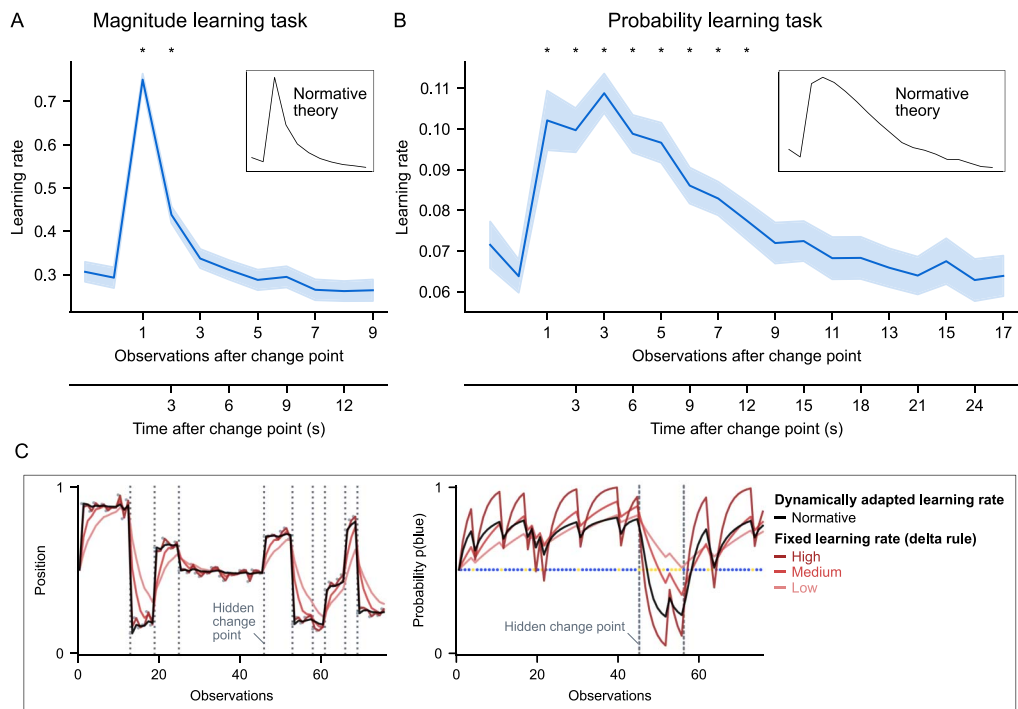 A
Magnitude learning task
* *
Learning rate
0.7
0.6
0.5
0.4
0.3
Normative
theory
1 3 5 7 9
Observations after change point
3 6 9 12
Time after change point (s)
B
Probability learning task
* * * * * * * *
Learning rate
0.11
0.10
0.09
0.08
0.07
0.06
Normative
theory
1 3 5 7 9 11 13 15 17
Observations after change point
3 6 9 12 15 18 21 24
Time after change point (s)
C
Position
1
0
Hidden
change
point
0 20 40 60
Observations
Probability p(blue)
1
0
Hidden change point
0 20 40 60
Observations
Dynamically adapted learning rate
Normative
Fixed learning rate (delta rule)
High
Medium
Low